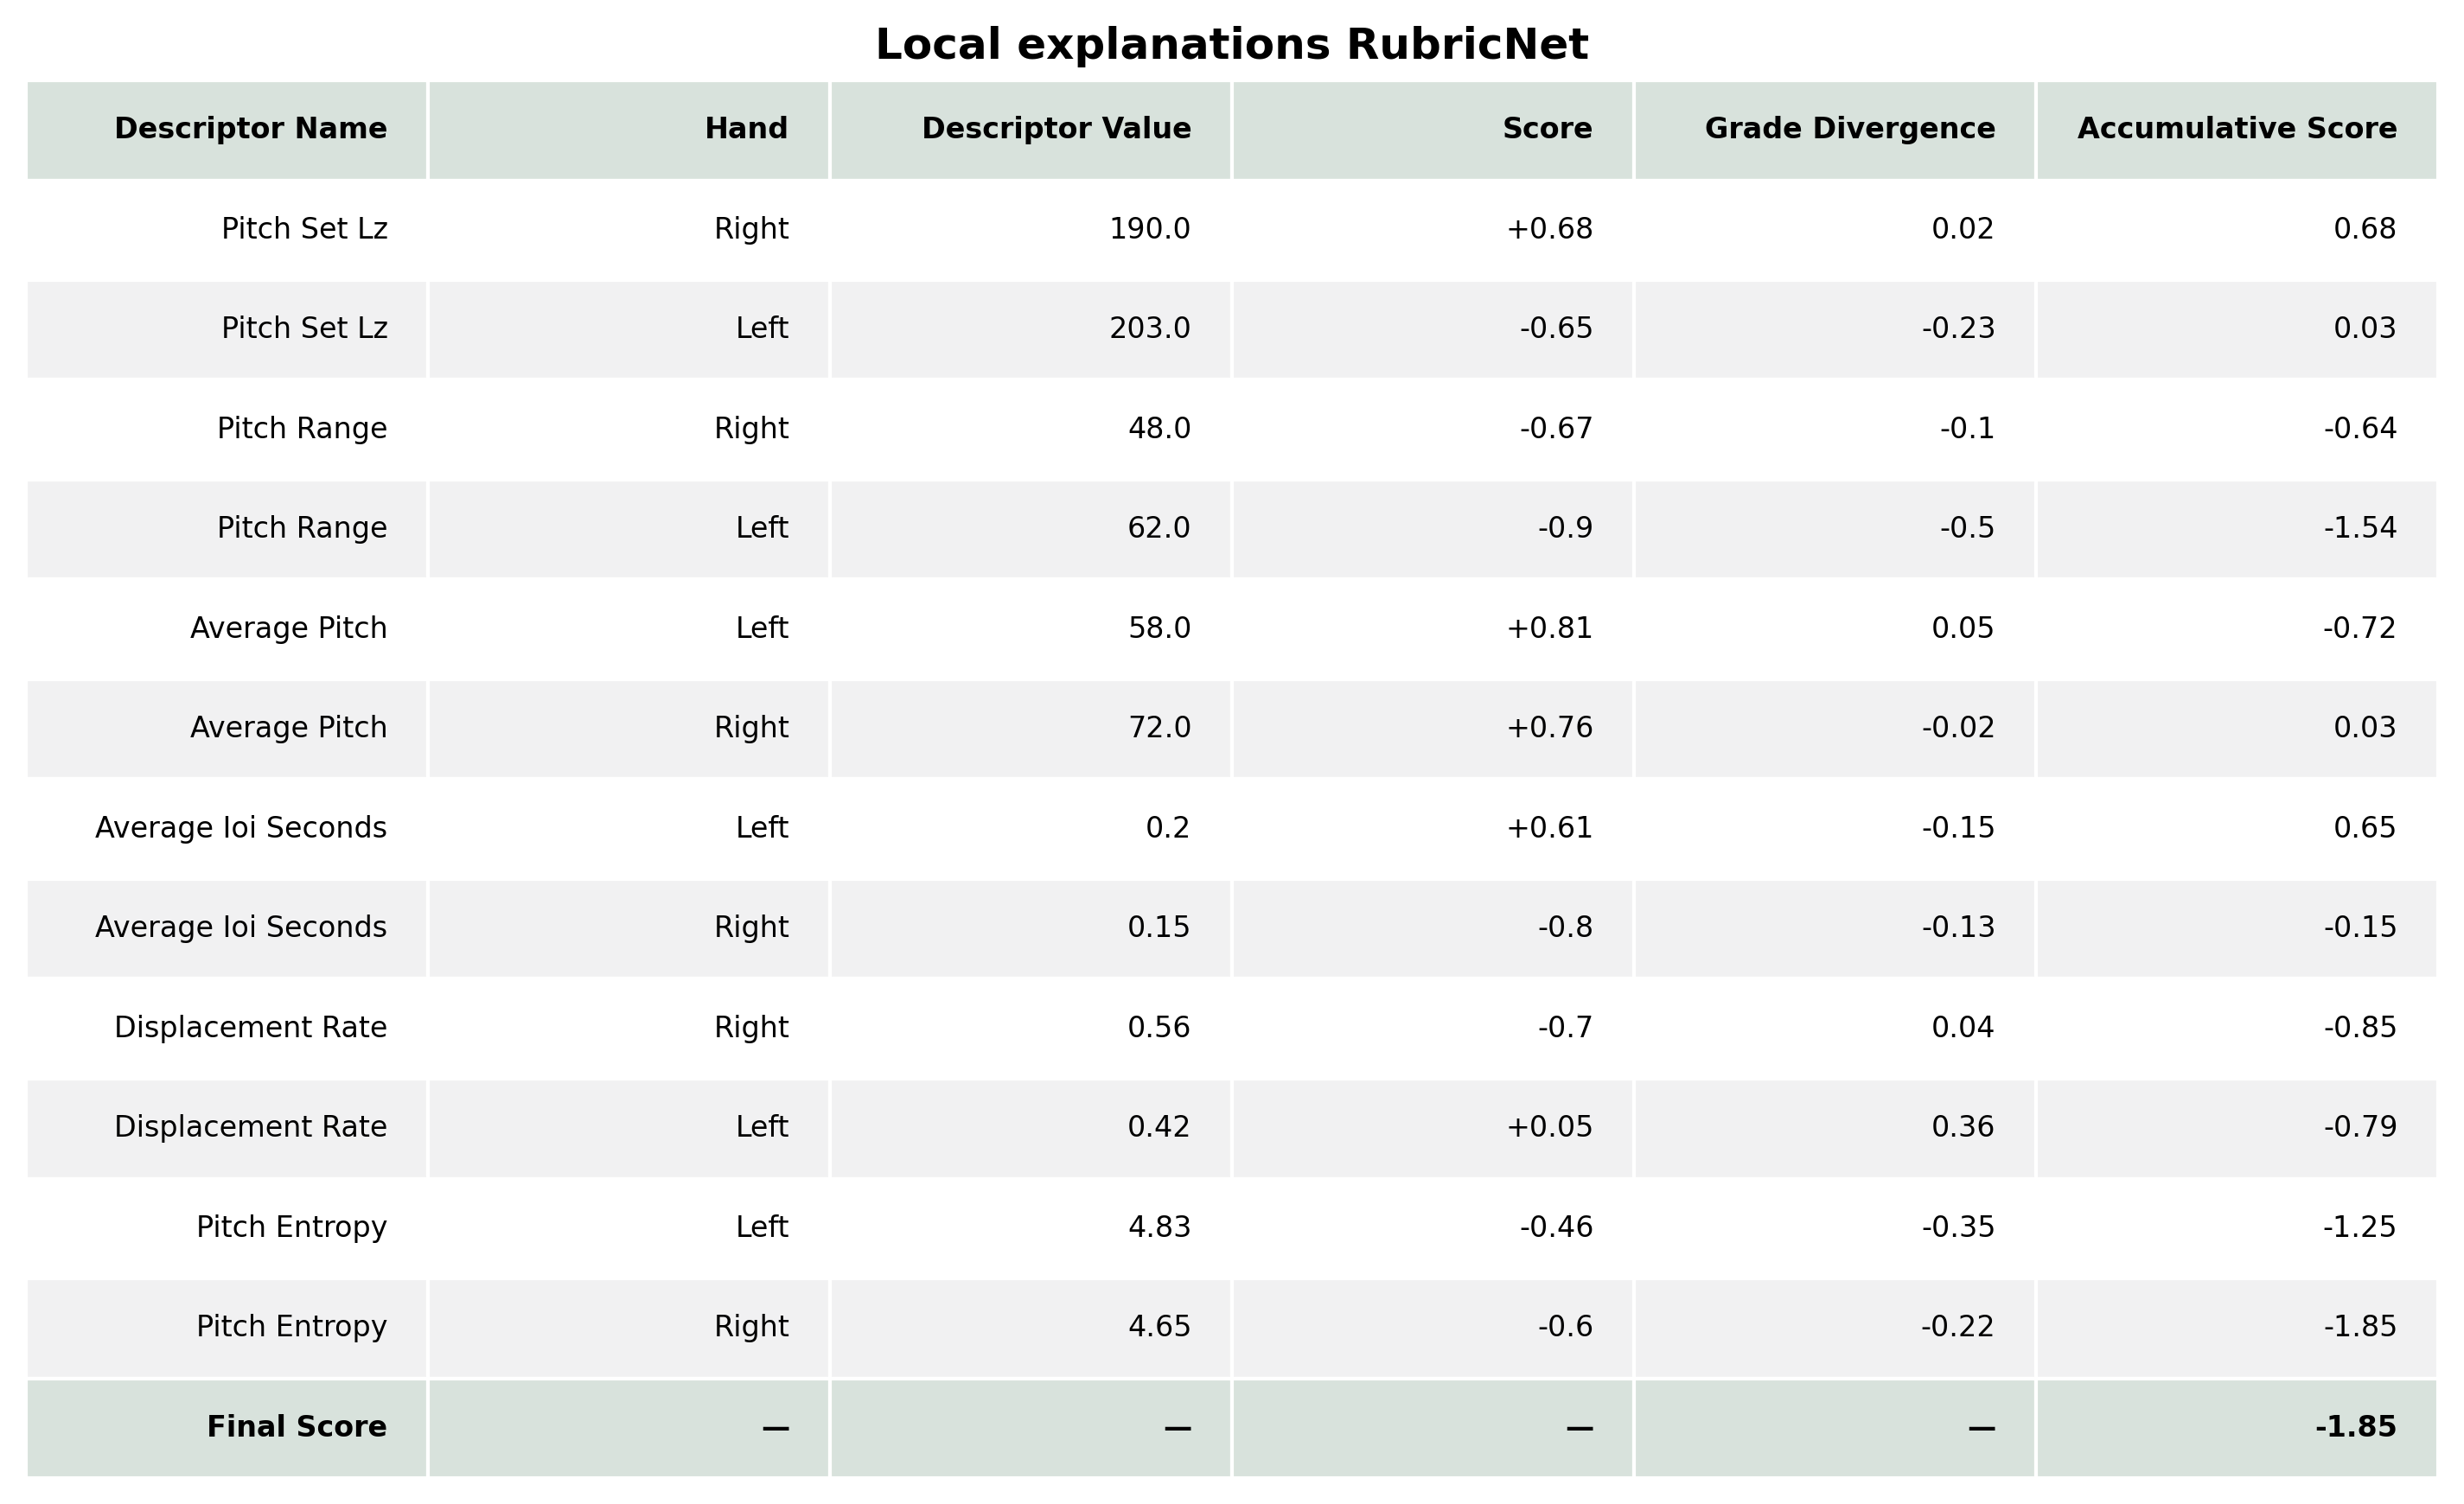 Local explanations RubricNet
Descriptor Name Hand Descriptor Value Score Grade Divergence Accumulative Score
Pitch Set Lz Right 190.0 +0.68 0.02 0.68
Pitch Set Lz Left 203.0 -0.65 -0.23 0.03
Pitch Range Right 48.0 -0.67 -0.1 -0.64
Pitch Range Left 62.0 -0.9 -0.5 -1.54
Average Pitch Left 58.0 +0.81 0.05 -0.72
Average Pitch Right 72.0 +0.76 -0.02 0.03
Average Ioi Seconds Left 0.2 +0.61 -0.15 0.65
Average Ioi Seconds Right 0.15 -0.8 -0.13 -0.15
Displacement Rate Right 0.56 -0.7 0.04 -0.85
Displacement Rate Left 0.42 +0.05 0.36 -0.79
Pitch Entropy Left 4.83 -0.46 -0.35 -1.25
Pitch Entropy Right 4.65 -0.6 -0.22 -1.85
Final Score — — — — -1.85